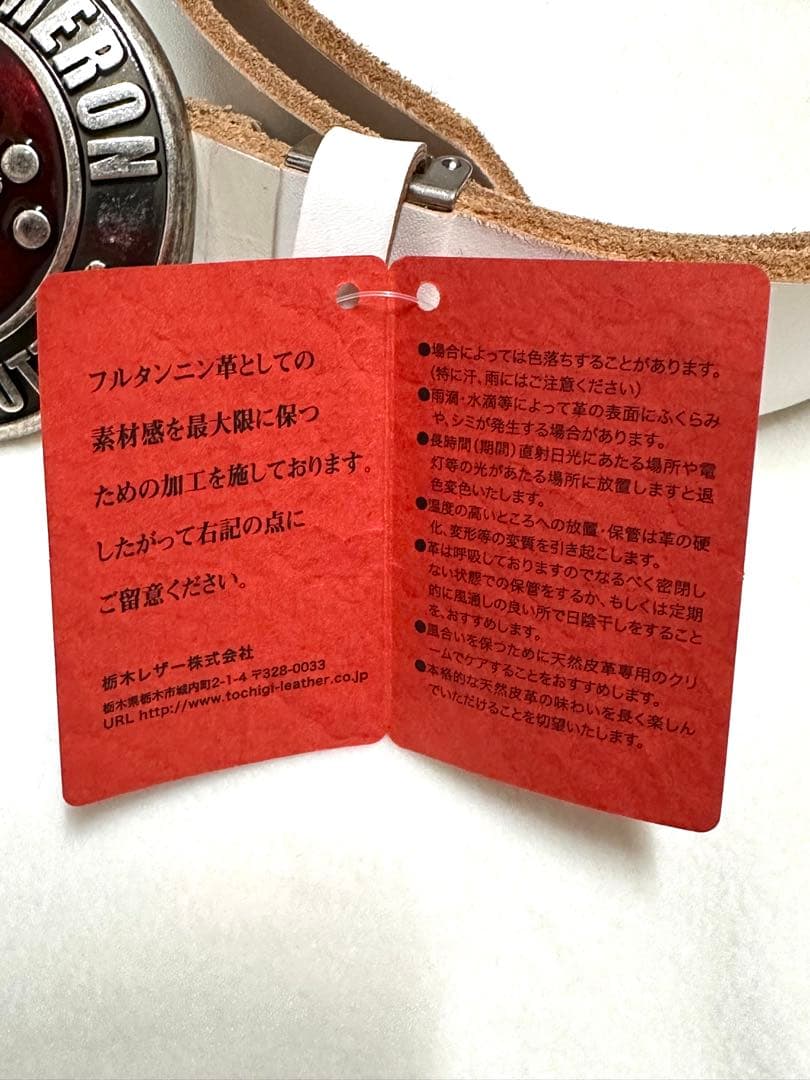 ERON
UT
フルタンニン革としての
素材感を最大限に保つ
ための加工を施しております。
したがって右記の点に
ご留意ください。
栃木レザー株式会社
栃木県栃木市城内町2-1-4 〒328-0033
URL http://www.tochigi-leather.co.jp
●場合によっては色落ちすることがあります。
(特に汗、雨にはご注意ください)
●雨滴・水滴等によって革の表面にふくらみ
や、シミが発生する場合があります。
●長時間(期間)直射日光にあたる場所や電
灯等の光があたる場所に放置しますと退
色変色いたします。
●温度の高いところへの放置・保管は革の硬
化、変形等の変質を引き起こします。
●革は呼吸しておりますのでなるべく密閉し
ない状態での保管をするか、もしくは定期
的に風通しの良い所で日陰干しをすること
を、おすすめします。
●風合いを保つために天然皮革専用のクリ
ームでケアすることをおすすめします。
●本格的な天然皮革の味わいを長く楽しん
でいただけることを切望いたします。